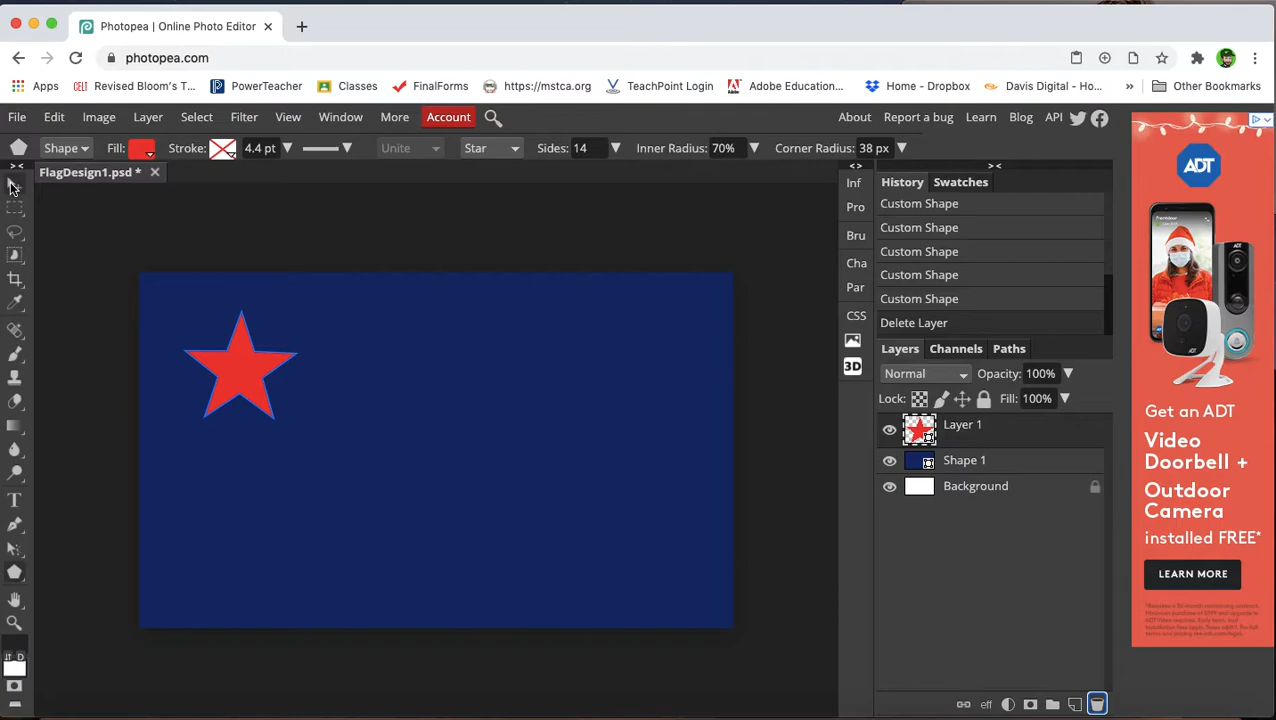 Photopea | Online Photo Editor
photopea.com
Apps Revised Bloom's T... PowerTeacher Classes FinalForms https://mstca.org TeachPoint Login Adobe Education... Home - Dropbox Davis Digital - Ho... » Other Bookmarks
File Edit Image Layer Select Filter View Window More Account About Report a bug Learn Blog API
Shape Fill: Stroke: 4.4 pt Unite Star Sides: 14 Inner Radius: 70% Corner Radius: 38 px
FlagDesign1.psd *
Inf
Pro
Bru
Cha
Par
CSS
3D
History Swatches
Custom Shape
Custom Shape
Custom Shape
Custom Shape
Custom Shape
Delete Layer
Layers Channels Paths
Normal Opacity: 100%
Lock: Fill: 100%
Layer 1
Shape 1
Background
eff
D
ADT
Get an ADT
Video
Doorbell +
Outdoor
Camera
installed FREE*
LEARN MORE